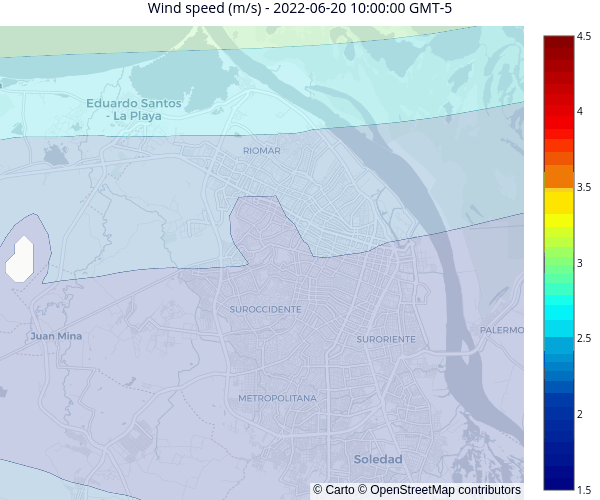 Wind speed (m/s) - 2022-06-20 10:00:00 GMT-5
4.5
4
3.5
3
2.5
2
1.5
Eduardo Santos
- La Playa
RIOMAR
SUROCCIDENTE
Juan Mina
SURORIENTE
PALERMO
METROPOLITANA
Soledad
© Carto © OpenStreetMap contributors